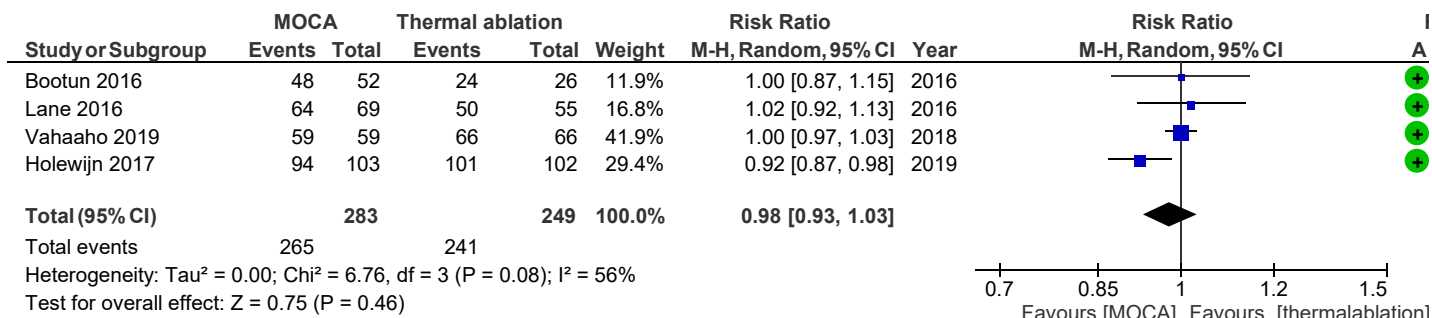 MOCA Thermal ablation Risk Ratio Risk Ratio
Study or Subgroup Events Total Events Total Weight M-H, Random, 95% CI Year M-H, Random, 95% CI A
Bootun 2016 48 52 24 26 11.9% 1.00 [0.87, 1.15] 2016 +
Lane 2016 64 69 50 55 16.8% 1.02 [0.92, 1.13] 2016 +
Vahaaho 2019 59 59 66 66 41.9% 1.00 [0.97, 1.03] 2018 +
Holewijn 2017 94 103 101 102 29.4% 0.92 [0.87, 0.98] 2019 +
Total (95% CI) 283 249 100.0% 0.98 [0.93, 1.03]
Total events 265 241
Heterogeneity: Tau² = 0.00; Chi² = 6.76, df = 3 (P = 0.08); I² = 56%
Test for overall effect: Z = 0.75 (P = 0.46)
0.7 0.85 1 1.2 1.5
Favours [MOCA] Favours [thermalablation]